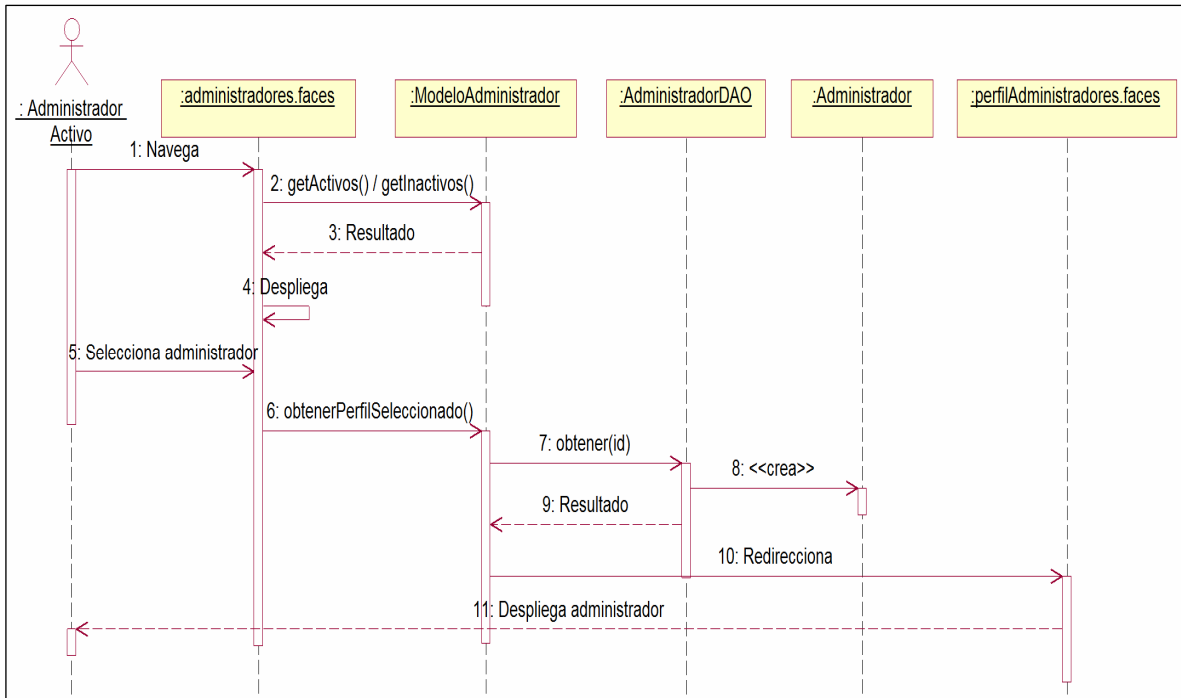 : Administrador
Activo
:administradores.faces
:ModeloAdministrador
:AdministradorDAO
:Administrador
:perfilAdministradores.faces
1: Navega
2: getActivos() / getInactivos()
3: Resultado
4: Despliega
5: Selecciona administrador
6: obtenerPerfilSeleccionado()
7: obtener(id)
8: <<crea>>
9: Resultado
10: Redirecciona
11: Despliega administrador